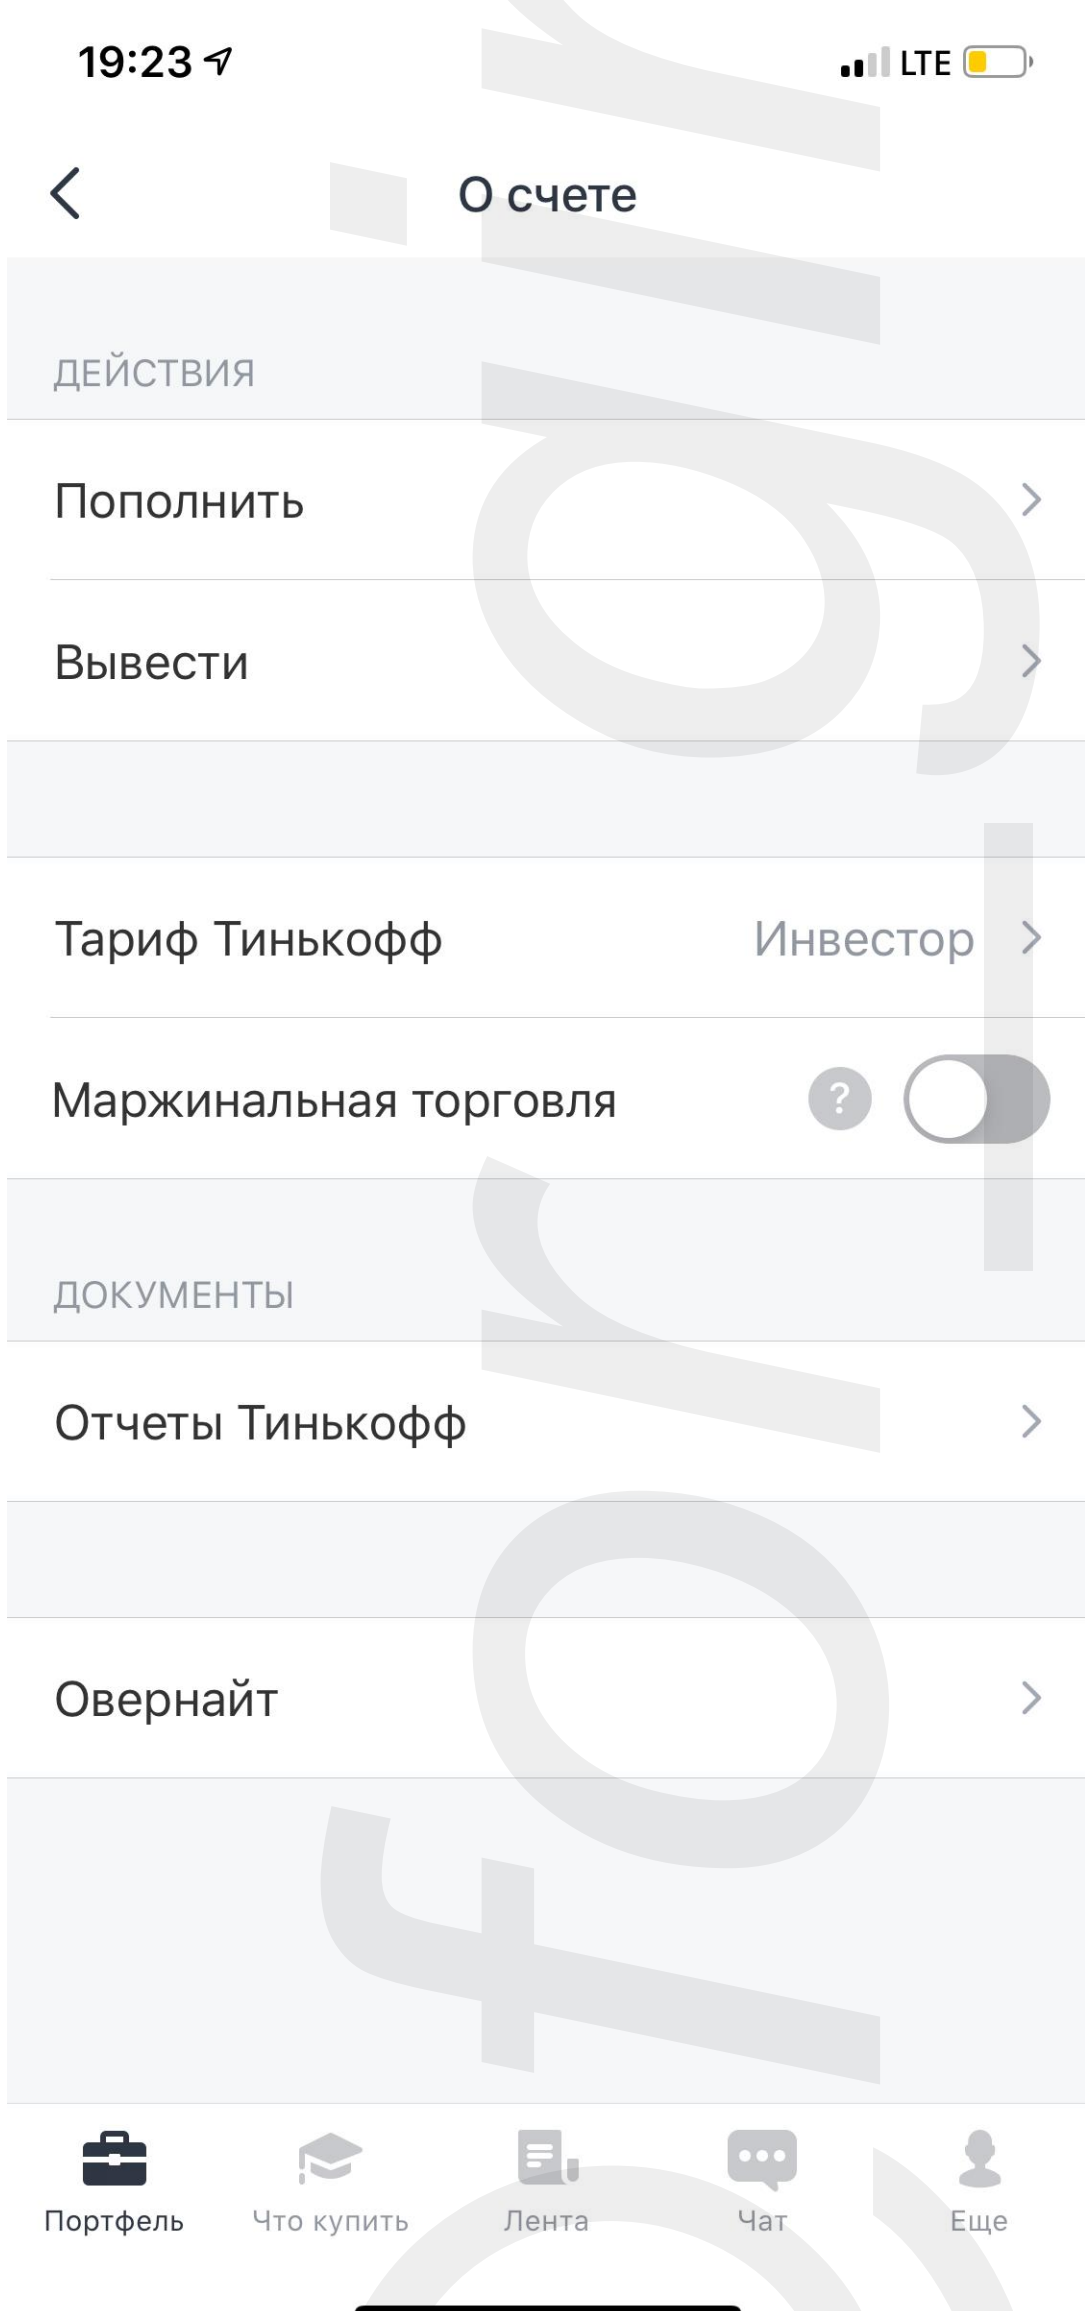 19:23 LTE
О счете
ДЕЙСТВИЯ
Пополнить
Вывести
Тариф Тинькофф Инвестор
Маржинальная торговля ?
ДОКУМЕНТЫ
Отчеты Тинькофф
Овернайт
Портфель Что купить Лента Чат Еще
for_gir